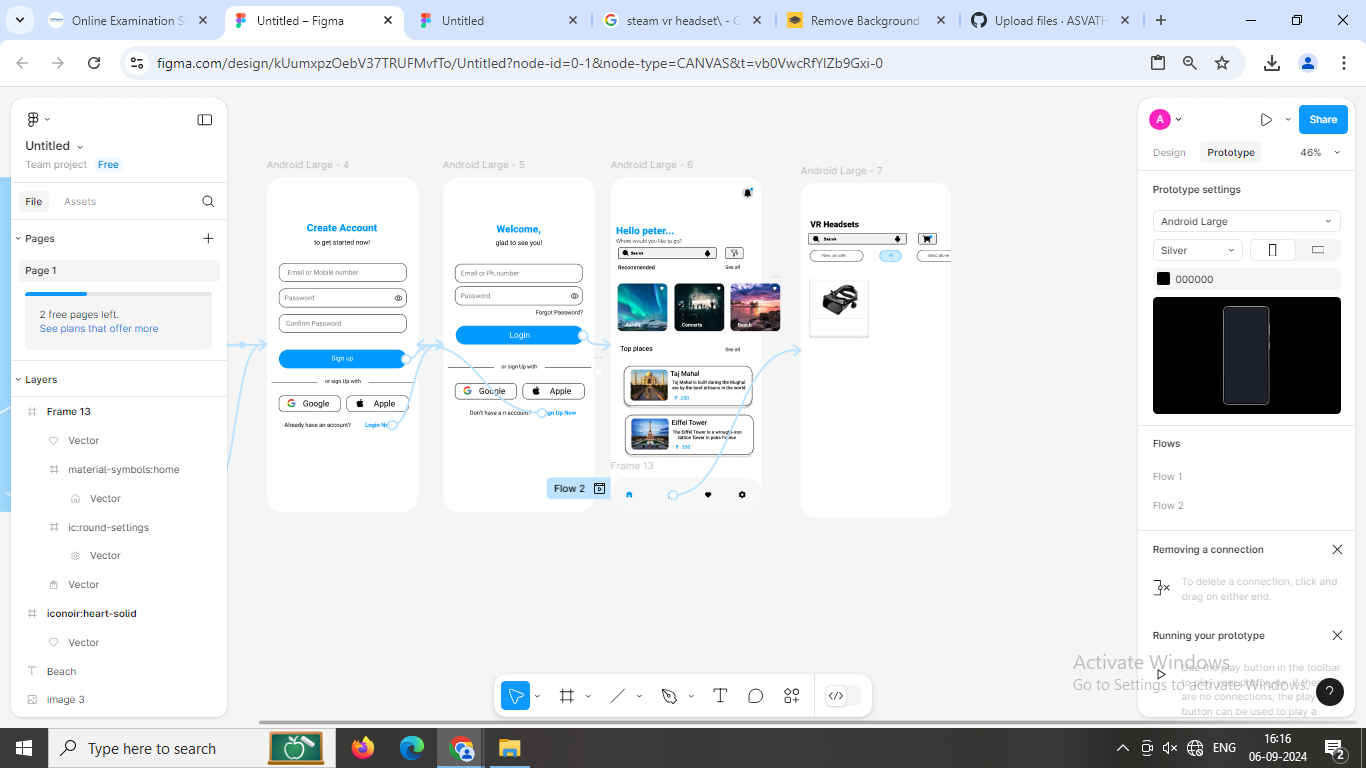 Online Examination S
Untitled – Figma
Untitled
steam vr headset\ - G
Remove Background
Upload files · ASVATH
figma.com/design/kUumxpzOebV37TRUFMvfTo/Untitled?node-id=0-1&node-type=CANVAS&t=vb0VwcRfYIZb9Gxi-0
Untitled
Team project Free
File Assets
Pages
Page 1
2 free pages left.
See plans that offer more
Layers
Frame 13
Vector
material-symbols:home
Vector
ic:round-settings
Vector
Vector
iconoir:heart-solid
Vector
Beach
image 3
Android Large - 4
Create Account
to get started now!
Email or Mobile number
Password
Confirm Password
Sign up
or sign Up with
Google Apple
Already have an account? Login No
Android Large - 5
Welcome,
glad to see you!
Email or Ph.number
Password
Forgot Password?
Login
or sign Up with
Google Apple
Don't have a n account? gn Up Now
Flow 2
Android Large - 6
Hello peter...
Where would you like to go?
Search
Recommended See all
Aurora Concerts Beach
Top places See all
Taj Mahal
Taj Mahal is built during the Mughal
era by the best artisans in the world
₹ 250
Eiffel Tower
The Eiffel Tower is a wrought-iron
lattice Tower in paris France
₹ 250
Frame 13
Android Large - 7
VR Headsets
Search
All
A
Share
Design Prototype 46%
Prototype settings
Android Large
Silver
000000
Flows
Flow 1
Flow 2
Removing a connection
To delete a connection, click and
drag on either end.
Running your prototype
Use the play button in the toolbar
to play your prototype. If there
are no connections, the play
button can be used to play a
Activate Windows
Go to Settings to activate Windows.
?
Type here to search
ENG
16:16
06-09-2024
2